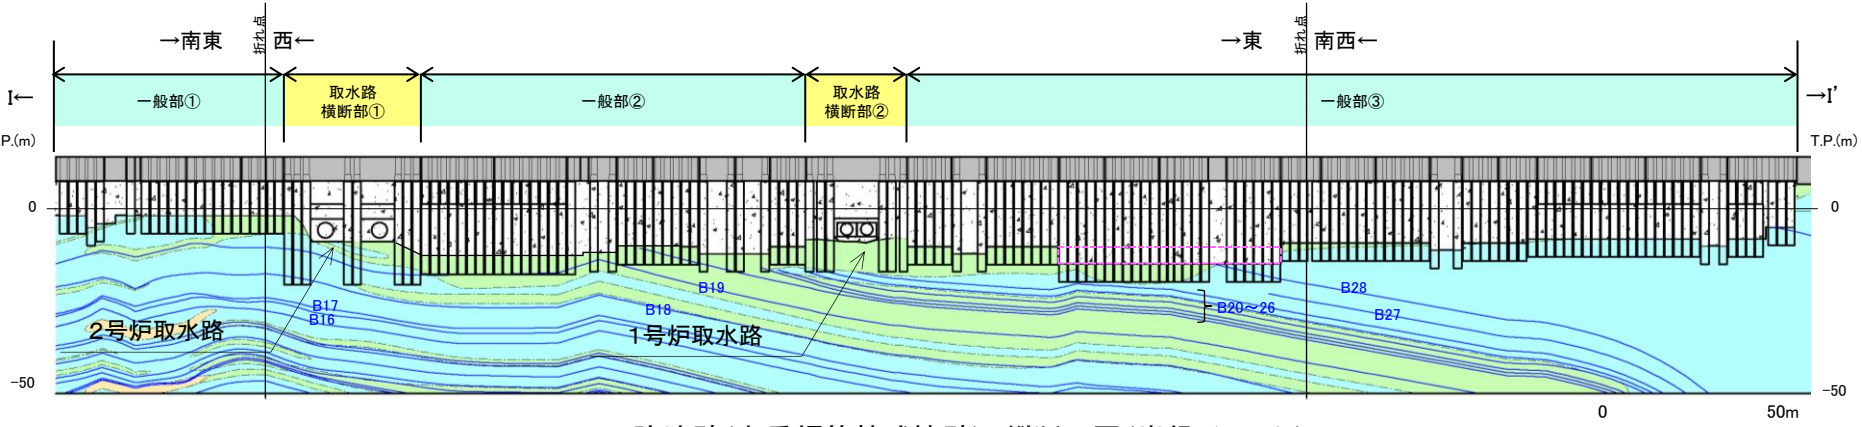 →南東
折れ点
西←
→東
折れ点
南西←
I←
一般部①
取水路
横断部①
一般部②
取水路
横断部②
一般部③
→I'
.P.(m)
T.P.(m)
0
0
B19
B28
B17
B18
B20～26
B27
B16
2号炉取水路
1号炉取水路
-50
-50
0
50m